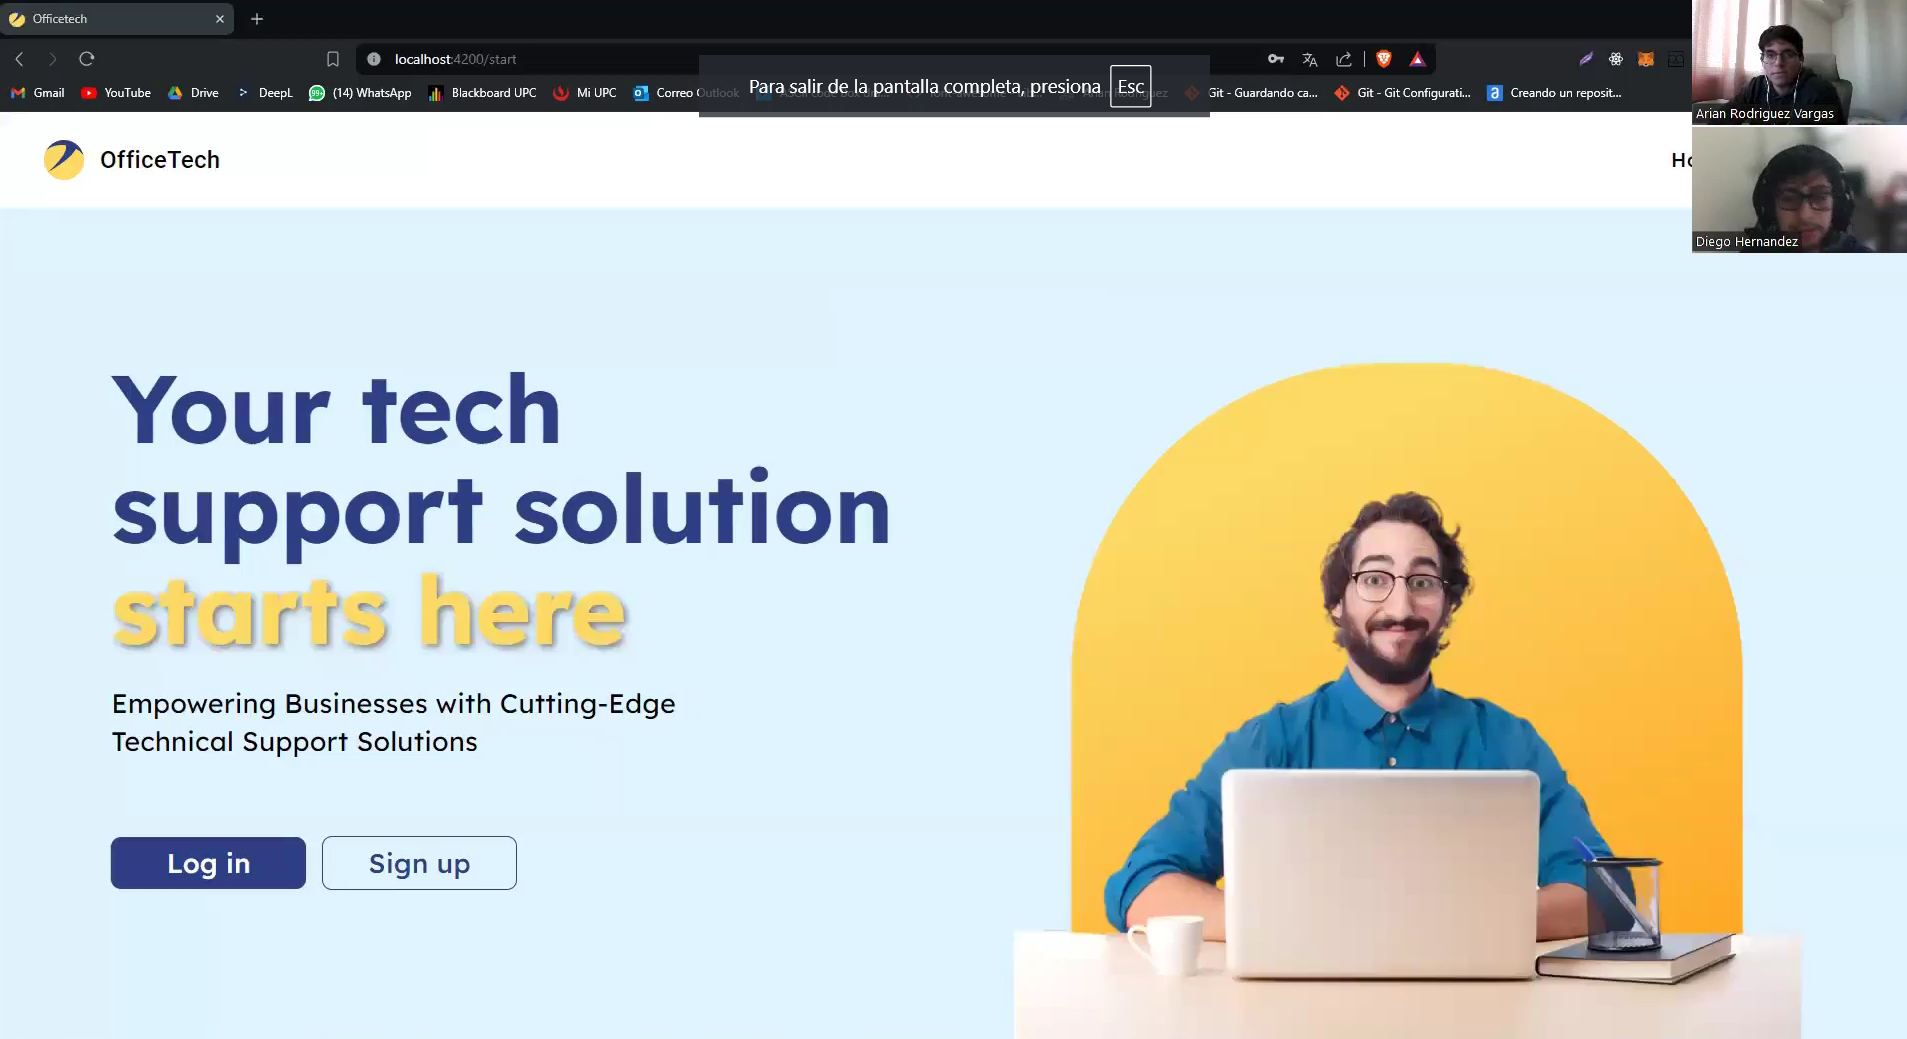 Officetech
localhost:4200/start
Para salir de la pantalla completa, presiona Esc
Gmail YouTube Drive DeepL (14) WhatsApp Blackboard UPC Mi UPC Correo Outlook Git - Guardando ca... Git - Git Configurati... Creando un reposit...
99+
Arian Rodriguez Vargas
OfficeTech
Diego Hernandez
Your tech
support solution
starts here
Empowering Businesses with Cutting-Edge
Technical Support Solutions
Log in Sign up